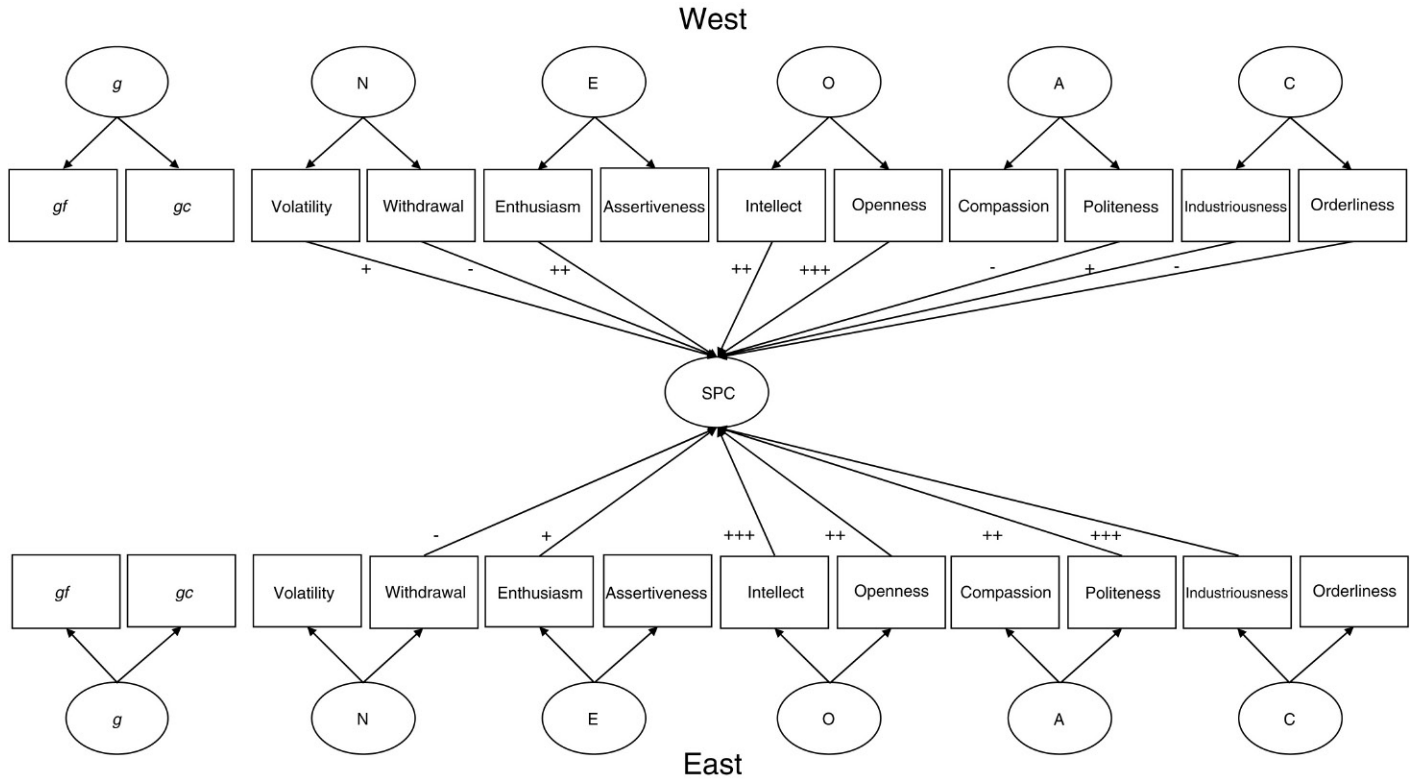 West
g N E O A C
gf gc Volatility Withdrawal Enthusiasm Assertiveness Intellect Openness Compassion Politeness Industriousness Orderliness
+ - ++ ++ +++ - + -
SPC
- + +++ ++ ++ +++
gf gc Volatility Withdrawal Enthusiasm Assertiveness Intellect Openness Compassion Politeness Industriousness Orderliness
g N E O A C
East